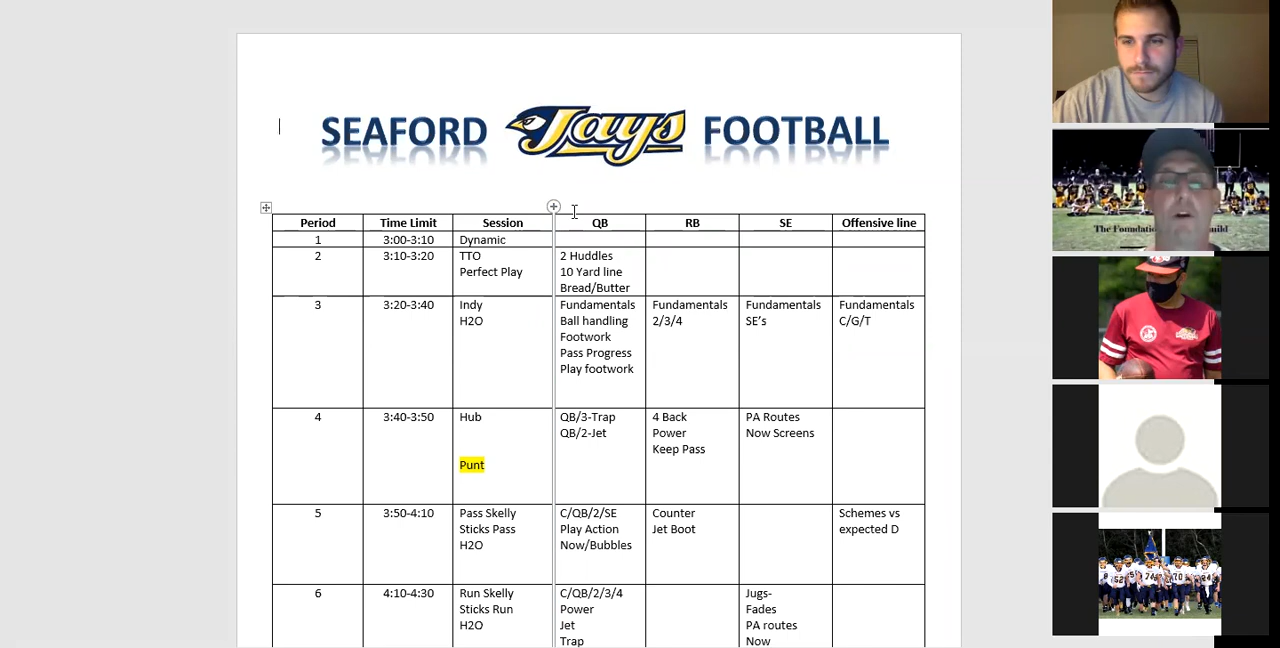 SEAFORD Jays FOOTBALL
Period Time Limit Session QB RB SE Offensive line
1 3:00-3:10 Dynamic
2 3:10-3:20 TTO 2 Huddles
Perfect Play 10 Yard line
Bread/Butter
3 3:20-3:40 Indy Fundamentals Fundamentals Fundamentals Fundamentals
H2O Ball handling 2/3/4 SE's C/G/T
Footwork
Pass Progress
Play footwork
4 3:40-3:50 Hub QB/3-Trap 4 Back PA Routes
QB/2-Jet Power Now Screens
Keep Pass
Punt
5 3:50-4:10 Pass Skelly C/QB/2/SE Counter Schemes vs
Sticks Pass Play Action Jet Boot expected D
H2O Now/Bubbles
6 4:10-4:30 Run Skelly C/QB/2/3/4 Jugs-
Sticks Run Power Fades
H2O Jet PA routes
Trap Now
The Foundatio
uild